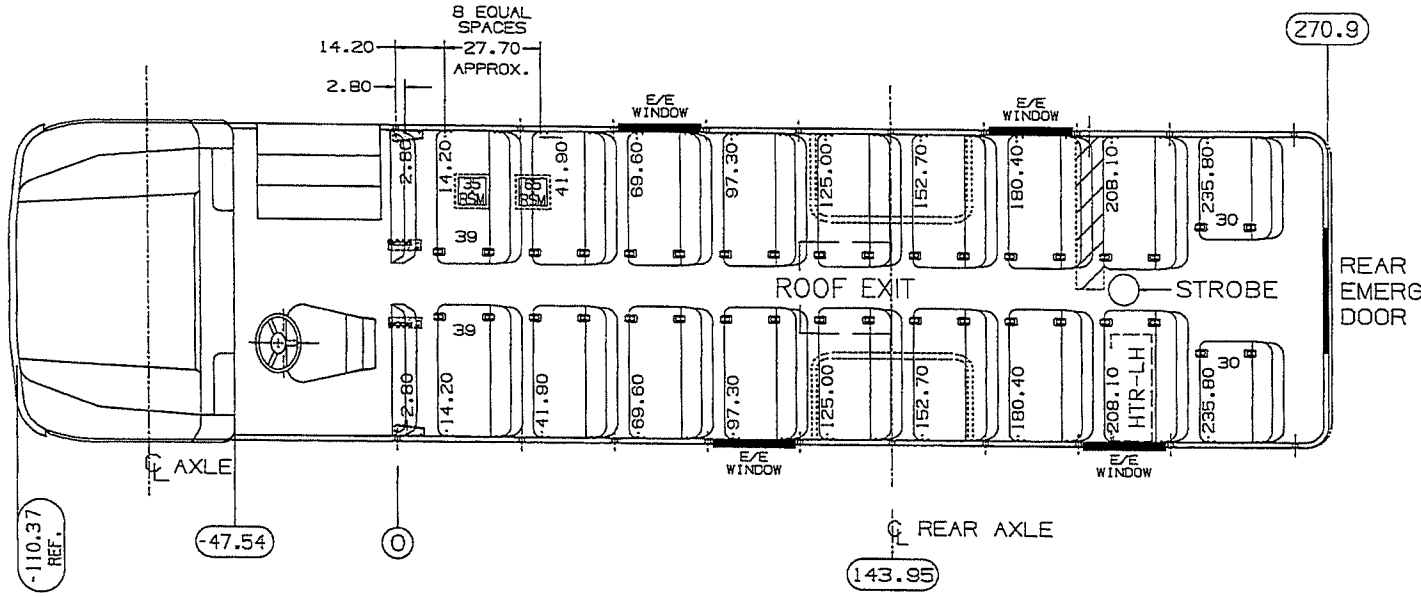 8 EQUAL
SPACES
14.20
27.70
APPROX.
2.80
270.9
E/E
WINDOW
E/E
WINDOW
2.80
14.20
41.90
69.60
97.30
125.00
152.70
180.40
208.10
235.80
RSM
RSM
39
30
ROOF EXIT
STROBE
REAR
EMERG
DOOR
39
30
2.80
14.20
41.90
69.60
97.30
125.00
152.70
180.40
208.10
HTR-LH
235.80
E/E
WINDOW
E/E
WINDOW
℄ AXLE
-110.37
REF.
-47.54
0
℄ REAR AXLE
143.95